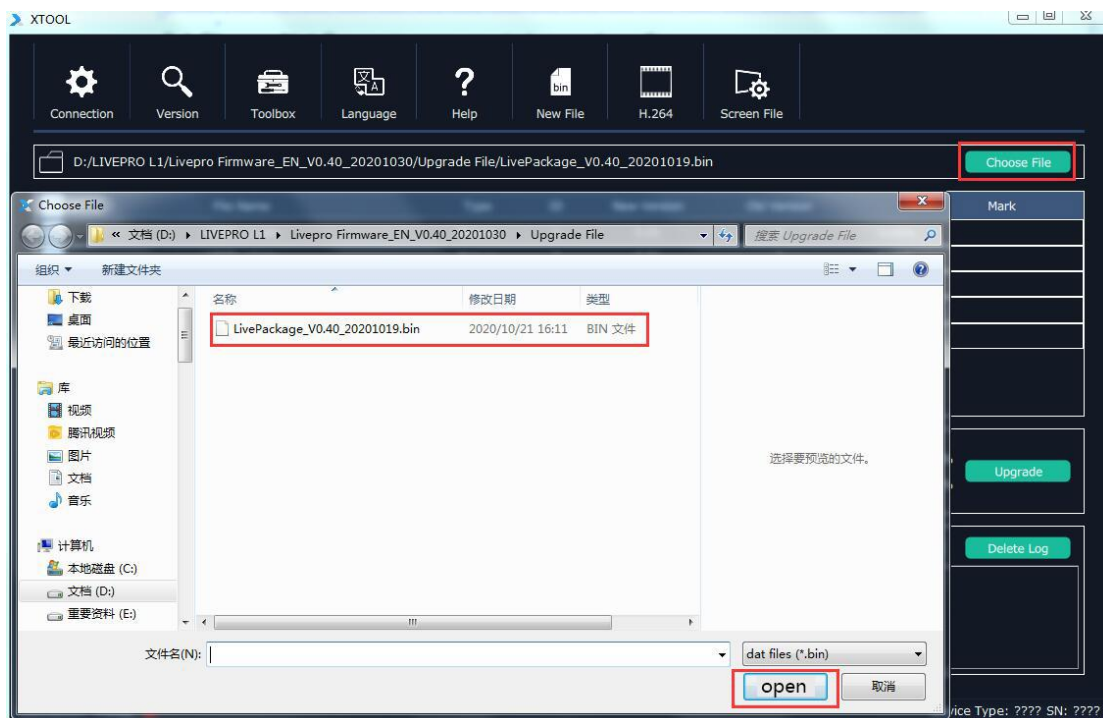 XTOOL
Connection Version Toolbox Language Help New File H.264 Screen File
bin
D:/LIVEPRO L1/Livepro Firmware_EN_V0.40_20201030/Upgrade File/LivePackage_V0.40_20201019.bin Choose File
Choose File
Mark
« 文档 (D:) ▸ LIVEPRO L1 ▸ Livepro Firmware_EN_V0.40_20201030 ▸ Upgrade File
搜索 Upgrade File
组织 新建文件夹
下载
桌面
最近访问的位置
库
视频
腾讯视频
图片
文档
音乐
计算机
本地磁盘 (C:)
文档 (D:)
重要资料 (E:)
名称 修改日期 类型
LivePackage_V0.40_20201019.bin 2020/10/21 16:11 BIN 文件
选择要预览的文件。
Upgrade
Delete Log
文件名(N): dat files (*.bin)
open 取消
vice Type: ???? SN: ????